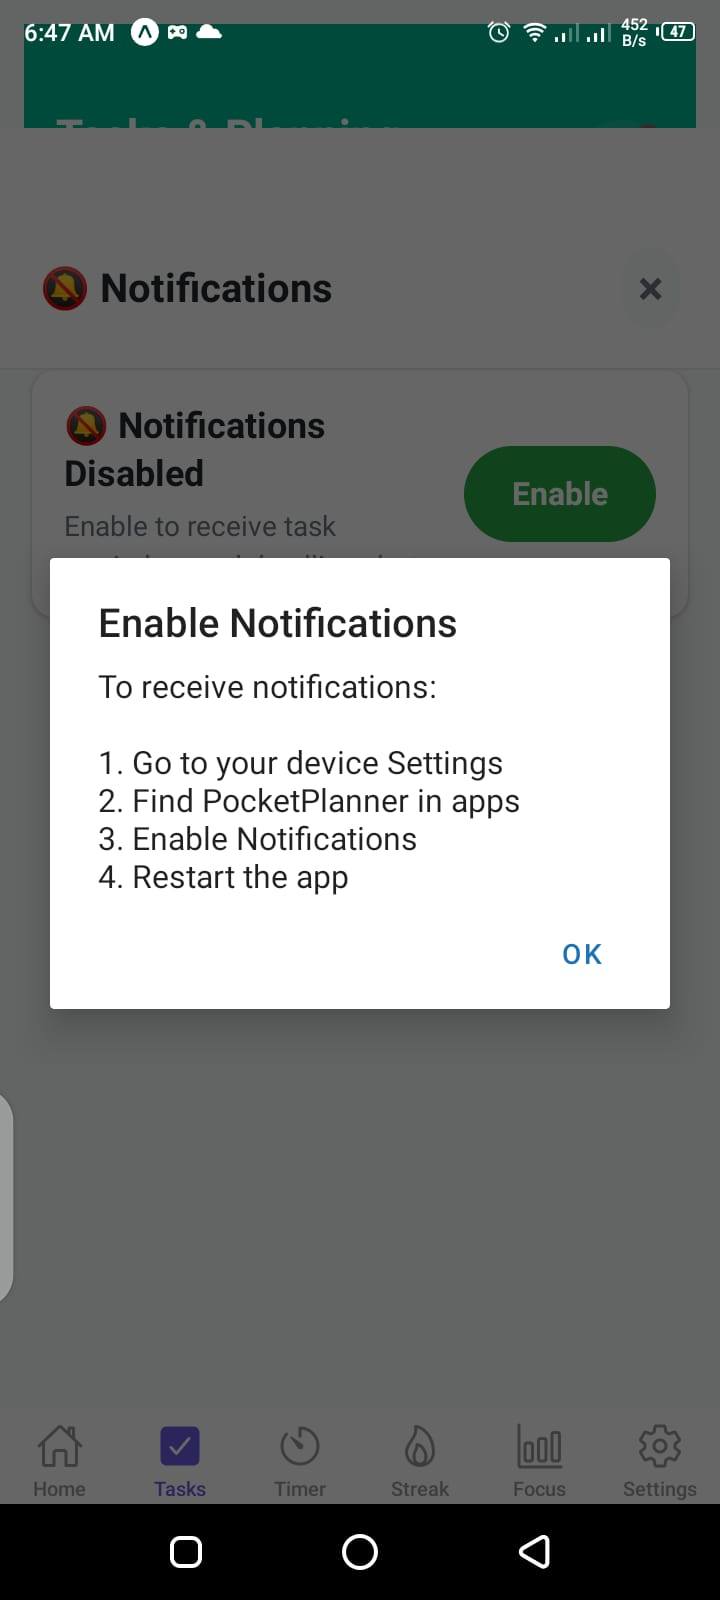 6:47 AM
452
B/s
47
Tasks & Planning
Notifications
Notifications
Disabled
Enable
Enable to receive task
Enable Notifications
To receive notifications:
1. Go to your device Settings
2. Find PocketPlanner in apps
3. Enable Notifications
4. Restart the app
OK
Home
Tasks
Timer
Streak
Focus
Settings